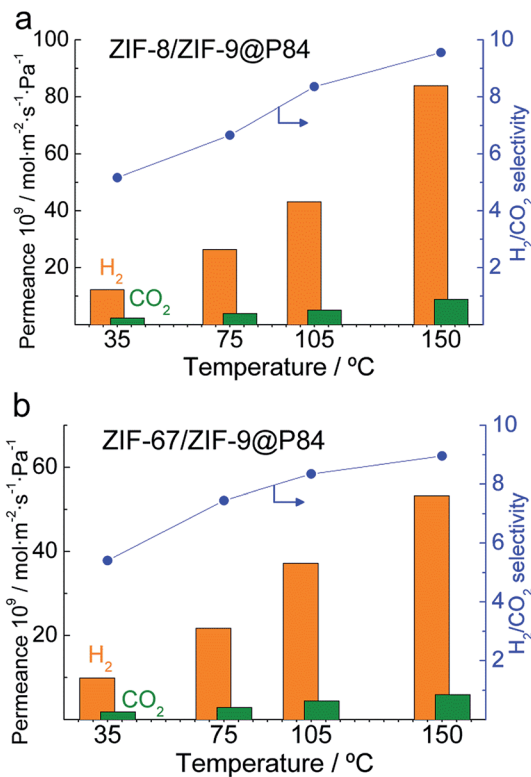 a
ZIF-8/ZIF-9@P84
Permeance 10⁹ / mol·m⁻²·s⁻¹·Pa⁻¹
100
80
60
40
20
H₂
CO₂
10
8
6
4
2
0
H₂/CO₂ selectivity
35 75 105 150
Temperature / ºC
b
ZIF-67/ZIF-9@P84
Permeance 10⁹ / mol·m⁻²·s⁻¹·Pa⁻¹
60
40
20
H₂
CO₂
10
8
6
4
2
H₂/CO₂ selectivity
35 75 105 150
Temperature / ºC